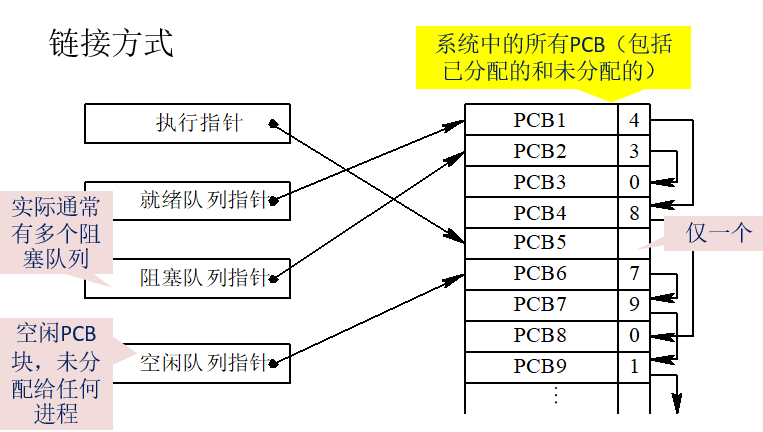 链接方式
系统中的所有PCB（包括
已分配的和未分配的）
执行指针
就绪队列指针
实际通常
有多个阻
塞队列
阻塞队列指针
空闲PCB
块，未分
配给任何
进程
空闲队列指针
PCB1 4
PCB2 3
PCB3 0
PCB4 8
PCB5
仅一个
PCB6 7
PCB7 9
PCB8 0
PCB9 1
⋮